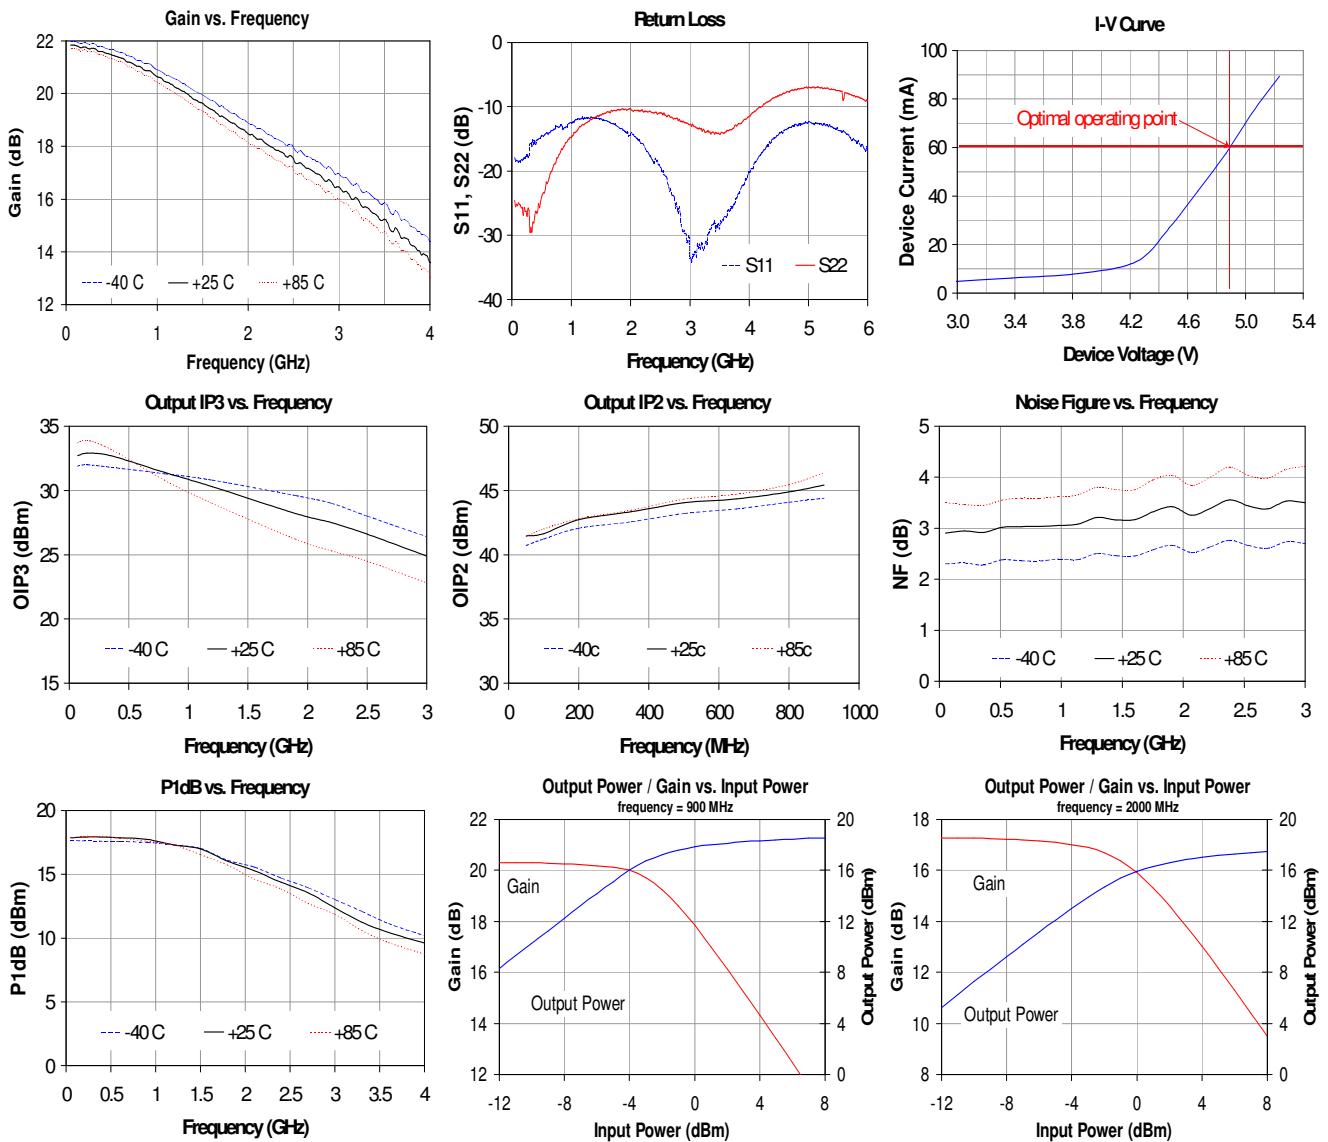 Gain vs. Frequency
Gain (dB)
22
20
18
16
14
12
-40 C
+25 C
+85 C
0
1
2
3
4
Frequency (GHz)
Return Loss
S11, S22 (dB)
0
-10
-20
-30
-40
S11
S22
0
1
2
3
4
5
6
Frequency (GHz)
I-V Curve
Device Current (mA)
100
80
60
40
20
0
Optimal operating point
3.0
3.4
3.8
4.2
4.6
5.0
5.4
Device Voltage (V)
Output IP3 vs. Frequency
OIP3 (dBm)
35
30
25
20
15
-40 C
+25 C
+85 C
0
0.5
1
1.5
2
2.5
3
Frequency (GHz)
Output IP2 vs. Frequency
OIP2 (dBm)
50
45
40
35
30
-40c
+25c
+85c
0
200
400
600
800
1000
Frequency (MHz)
Noise Figure vs. Frequency
NF (dB)
5
4
3
2
1
0
-40 C
+25 C
+85 C
0
0.5
1
1.5
2
2.5
3
Frequency (GHz)
P1dB vs. Frequency
P1dB (dBm)
20
15
10
5
0
-40 C
+25 C
+85 C
0
0.5
1
1.5
2
2.5
3
3.5
4
Frequency (GHz)
Output Power / Gain vs. Input Power
frequency = 900 MHz
Gain (dB)
22
20
18
16
14
12
Gain
Output Power
20
16
12
8
4
0
Output Power (dBm)
-12
-8
-4
0
4
8
Input Power (dBm)
Output Power / Gain vs. Input Power
frequency = 2000 MHz
Gain (dB)
18
16
14
12
10
8
Gain
Output Power
20
16
12
8
4
0
Output Power (dBm)
-12
-8
-4
0
4
8
Input Power (dBm)